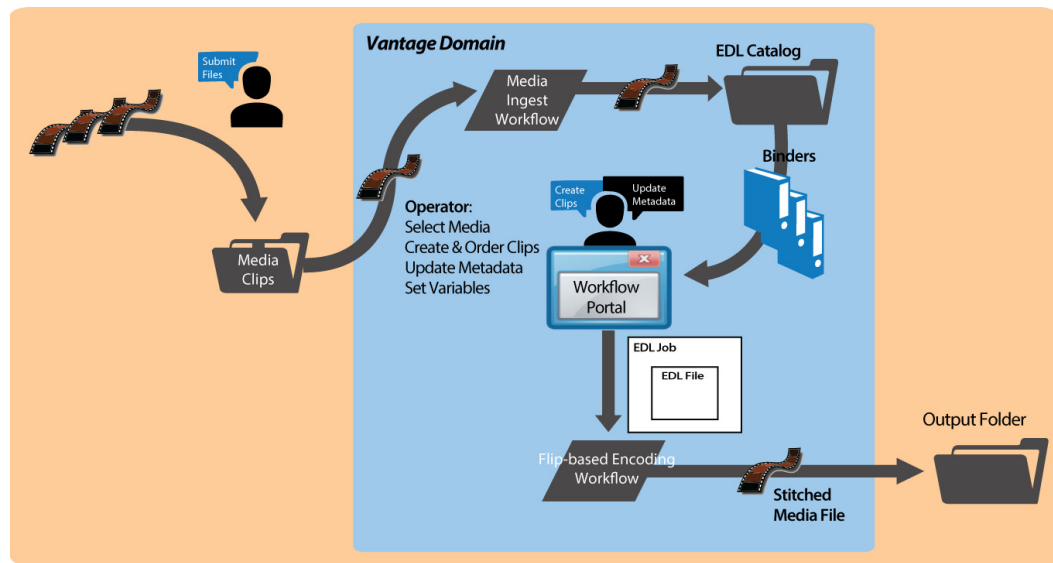 Vantage Domain
Submit
Files
Media
Ingest
Workflow
EDL Catalog
Binders
Create
Clips
Update
Metadata
Operator:
Select Media
Create & Order Clips
Update Metadata
Set Variables
Media
Clips
Workflow
Portal
EDL Job
EDL File
Flip-based Encoding
Workflow
Stitched
Media File
Output Folder